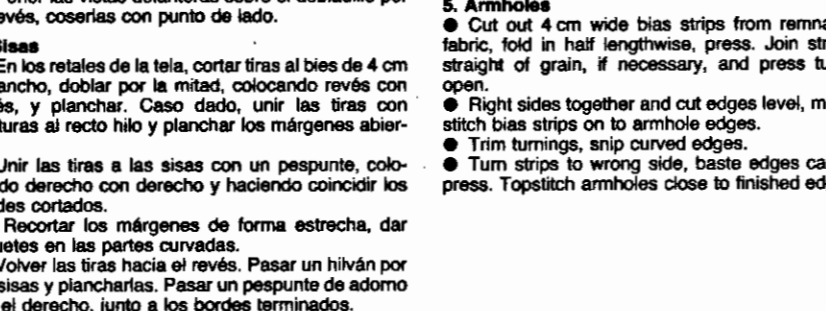 evés, coserlas con punto de lado.
Sisas
En los retales de la tela, cortar tiras al bies de 4 cm
ancho, doblar por la mitad, colocando revés con
és, y planchar. Caso dado, unir las tiras con
turas al recto hilo y planchar los márgenes abier-
Unir las tiras a las sisas con un pespunte, colo-
do derecho con derecho y haciendo coincidir los
des cortados.
Recortar los márgenes de forma estrecha, dar
uetes en las partes curvadas.
Volver las tiras hacia el revés. Pasar un hilván por
sisas y plancharlas. Pasar un pespunte de adorno
el derecho, junto a los bordes terminados.
5. Armholes
● Cut out 4 cm wide bias strips from remna
fabric, fold in half lengthwise, press. Join str
straight of grain, if necessary, and press tu
open.
● Right sides together and cut edges level, m
stitch bias strips on to armhole edges.
● Trim turnings, snip curved edges.
● Turn strips to wrong side, baste edges ca
press. Topstitch armholes close to finished ed